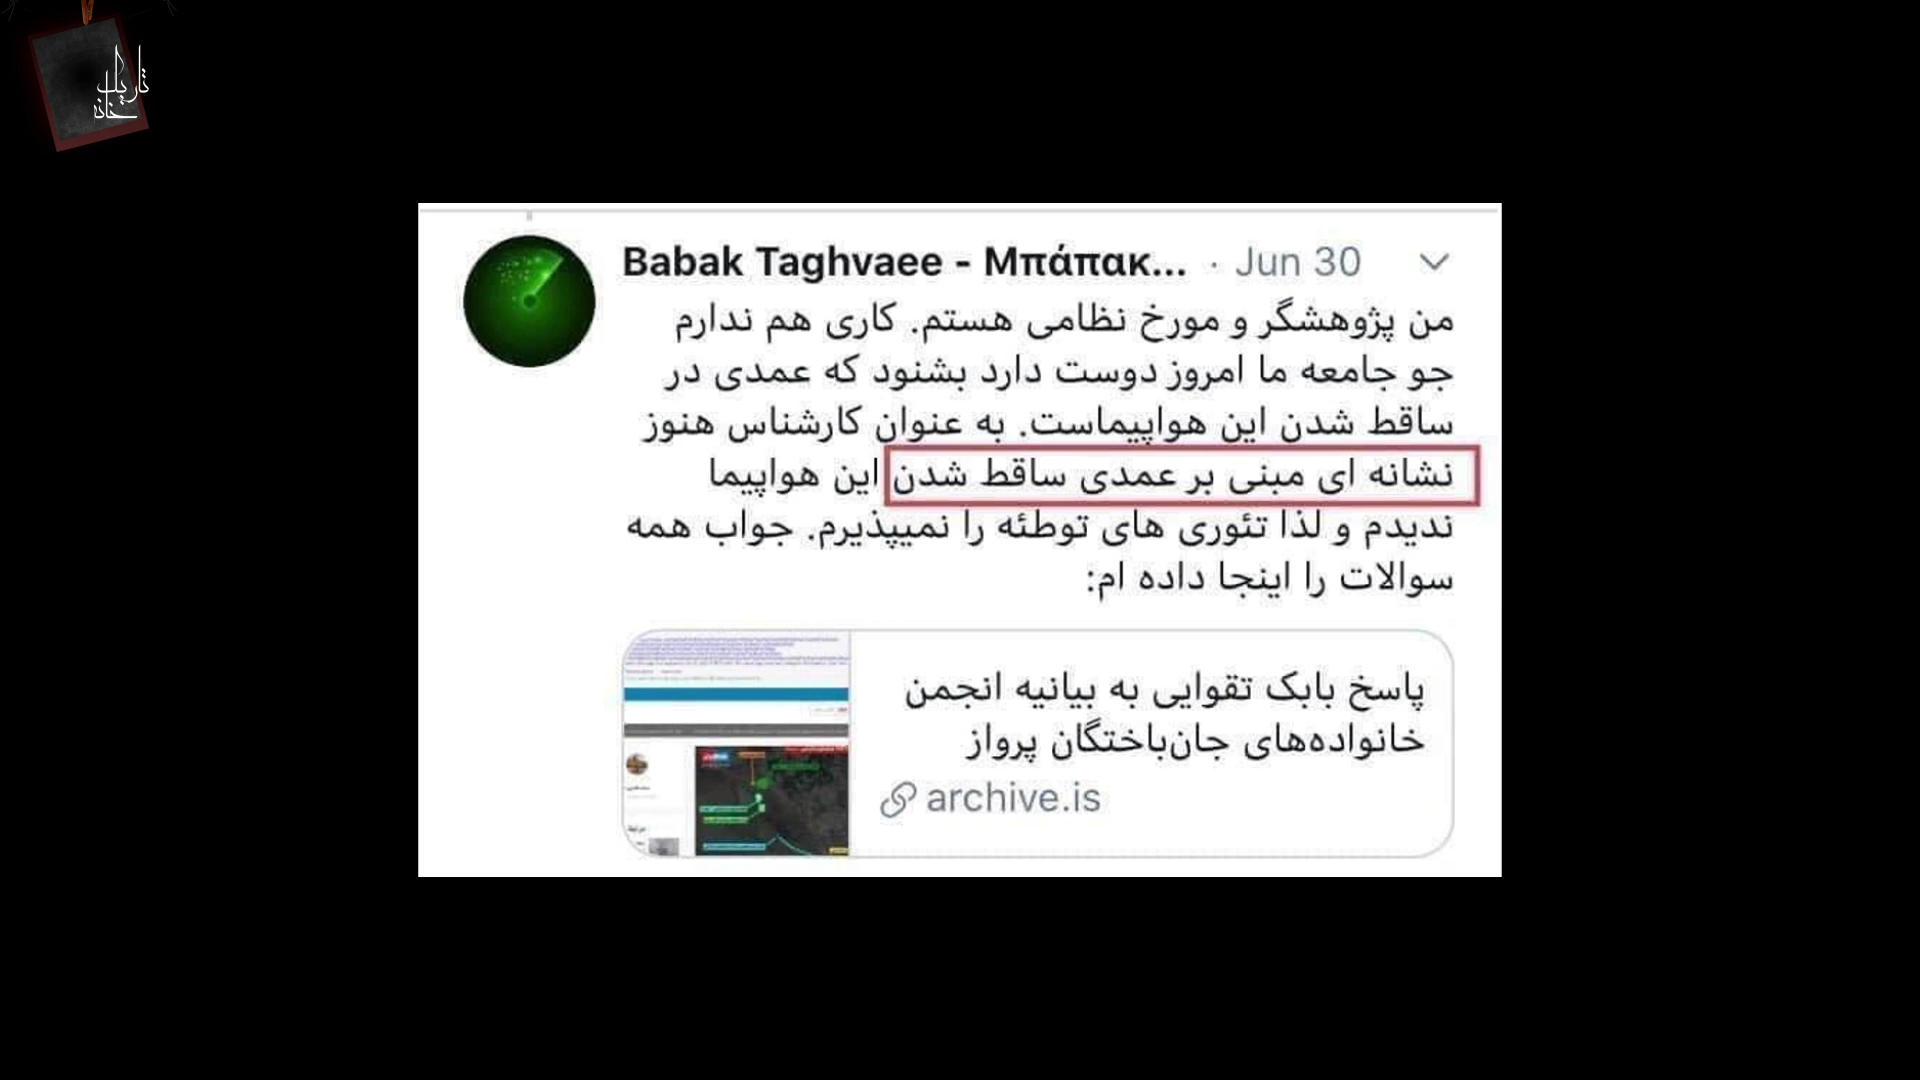 تاریک
خانه
Babak Taghvaee - Μπάπακ... · Jun 30
من پژوهشگر و مورخ نظامی هستم. کاری هم ندارم
جو جامعه ما امروز دوست دارد بشنود که عمدی در
ساقط شدن این هواپیماست. به عنوان کارشناس هنوز
نشانه ای مبنی بر عمدی ساقط شدن این هواپیما
ندیدم و لذا تئوری های توطئه را نمیپذیرم. جواب همه
سوالات را اینجا داده ام:
پاسخ بابک تقوایی به بیانیه انجمن
خانواده‌های جان‌باختگان پرواز
archive.is